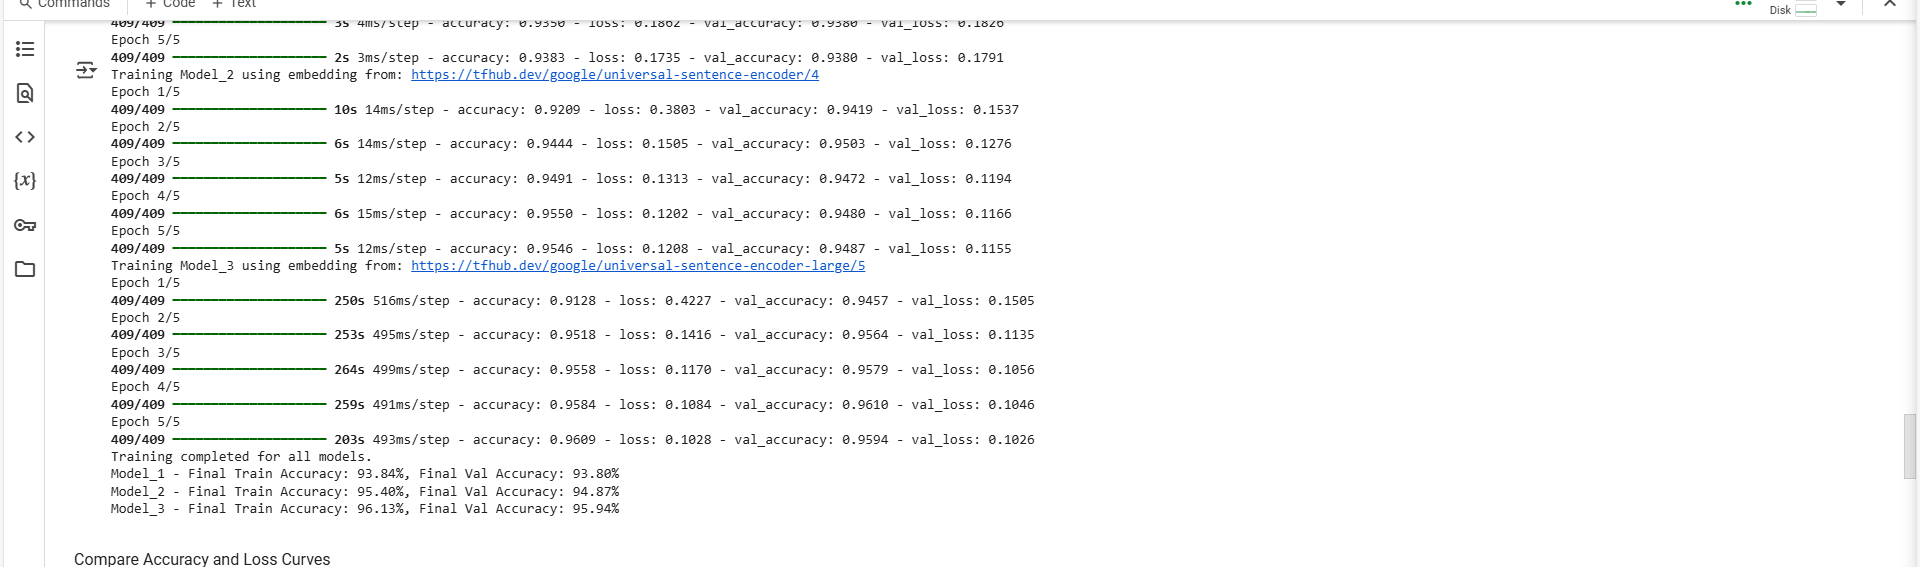 Commands + Code + Text
Disk
409/409 ━━━━━━━━━━━━━━━━━━━━ 3s 4ms/step - accuracy: 0.9350 - loss: 0.1862 - val_accuracy: 0.9380 - val_loss: 0.1826
Epoch 5/5
409/409 ━━━━━━━━━━━━━━━━━━━━ 2s 3ms/step - accuracy: 0.9383 - loss: 0.1735 - val_accuracy: 0.9380 - val_loss: 0.1791
Training Model_2 using embedding from: https://tfhub.dev/google/universal-sentence-encoder/4
Epoch 1/5
409/409 ━━━━━━━━━━━━━━━━━━━━ 10s 14ms/step - accuracy: 0.9209 - loss: 0.3803 - val_accuracy: 0.9419 - val_loss: 0.1537
Epoch 2/5
409/409 ━━━━━━━━━━━━━━━━━━━━ 6s 14ms/step - accuracy: 0.9444 - loss: 0.1505 - val_accuracy: 0.9503 - val_loss: 0.1276
Epoch 3/5
409/409 ━━━━━━━━━━━━━━━━━━━━ 5s 12ms/step - accuracy: 0.9491 - loss: 0.1313 - val_accuracy: 0.9472 - val_loss: 0.1194
Epoch 4/5
409/409 ━━━━━━━━━━━━━━━━━━━━ 6s 15ms/step - accuracy: 0.9550 - loss: 0.1202 - val_accuracy: 0.9480 - val_loss: 0.1166
Epoch 5/5
409/409 ━━━━━━━━━━━━━━━━━━━━ 5s 12ms/step - accuracy: 0.9546 - loss: 0.1208 - val_accuracy: 0.9487 - val_loss: 0.1155
Training Model_3 using embedding from: https://tfhub.dev/google/universal-sentence-encoder-large/5
Epoch 1/5
409/409 ━━━━━━━━━━━━━━━━━━━━ 250s 516ms/step - accuracy: 0.9128 - loss: 0.4227 - val_accuracy: 0.9457 - val_loss: 0.1505
Epoch 2/5
409/409 ━━━━━━━━━━━━━━━━━━━━ 253s 495ms/step - accuracy: 0.9518 - loss: 0.1416 - val_accuracy: 0.9564 - val_loss: 0.1135
Epoch 3/5
409/409 ━━━━━━━━━━━━━━━━━━━━ 264s 499ms/step - accuracy: 0.9558 - loss: 0.1170 - val_accuracy: 0.9579 - val_loss: 0.1056
Epoch 4/5
409/409 ━━━━━━━━━━━━━━━━━━━━ 259s 491ms/step - accuracy: 0.9584 - loss: 0.1084 - val_accuracy: 0.9610 - val_loss: 0.1046
Epoch 5/5
409/409 ━━━━━━━━━━━━━━━━━━━━ 203s 493ms/step - accuracy: 0.9609 - loss: 0.1028 - val_accuracy: 0.9594 - val_loss: 0.1026
Training completed for all models.
Model_1 - Final Train Accuracy: 93.84%, Final Val Accuracy: 93.80%
Model_2 - Final Train Accuracy: 95.40%, Final Val Accuracy: 94.87%
Model_3 - Final Train Accuracy: 96.13%, Final Val Accuracy: 95.94%
Compare Accuracy and Loss Curves